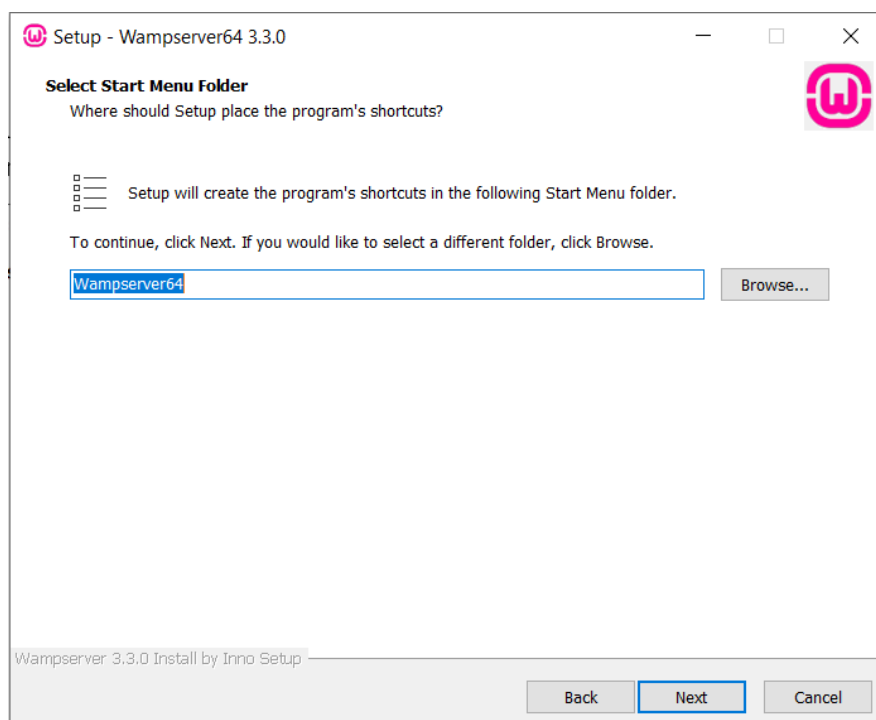 Setup - Wampserver64 3.3.0
Select Start Menu Folder
Where should Setup place the program's shortcuts?
Setup will create the program's shortcuts in the following Start Menu folder.
To continue, click Next. If you would like to select a different folder, click Browse.
Wampserver64
Browse...
Wampserver 3.3.0 Install by Inno Setup
Back
Next
Cancel